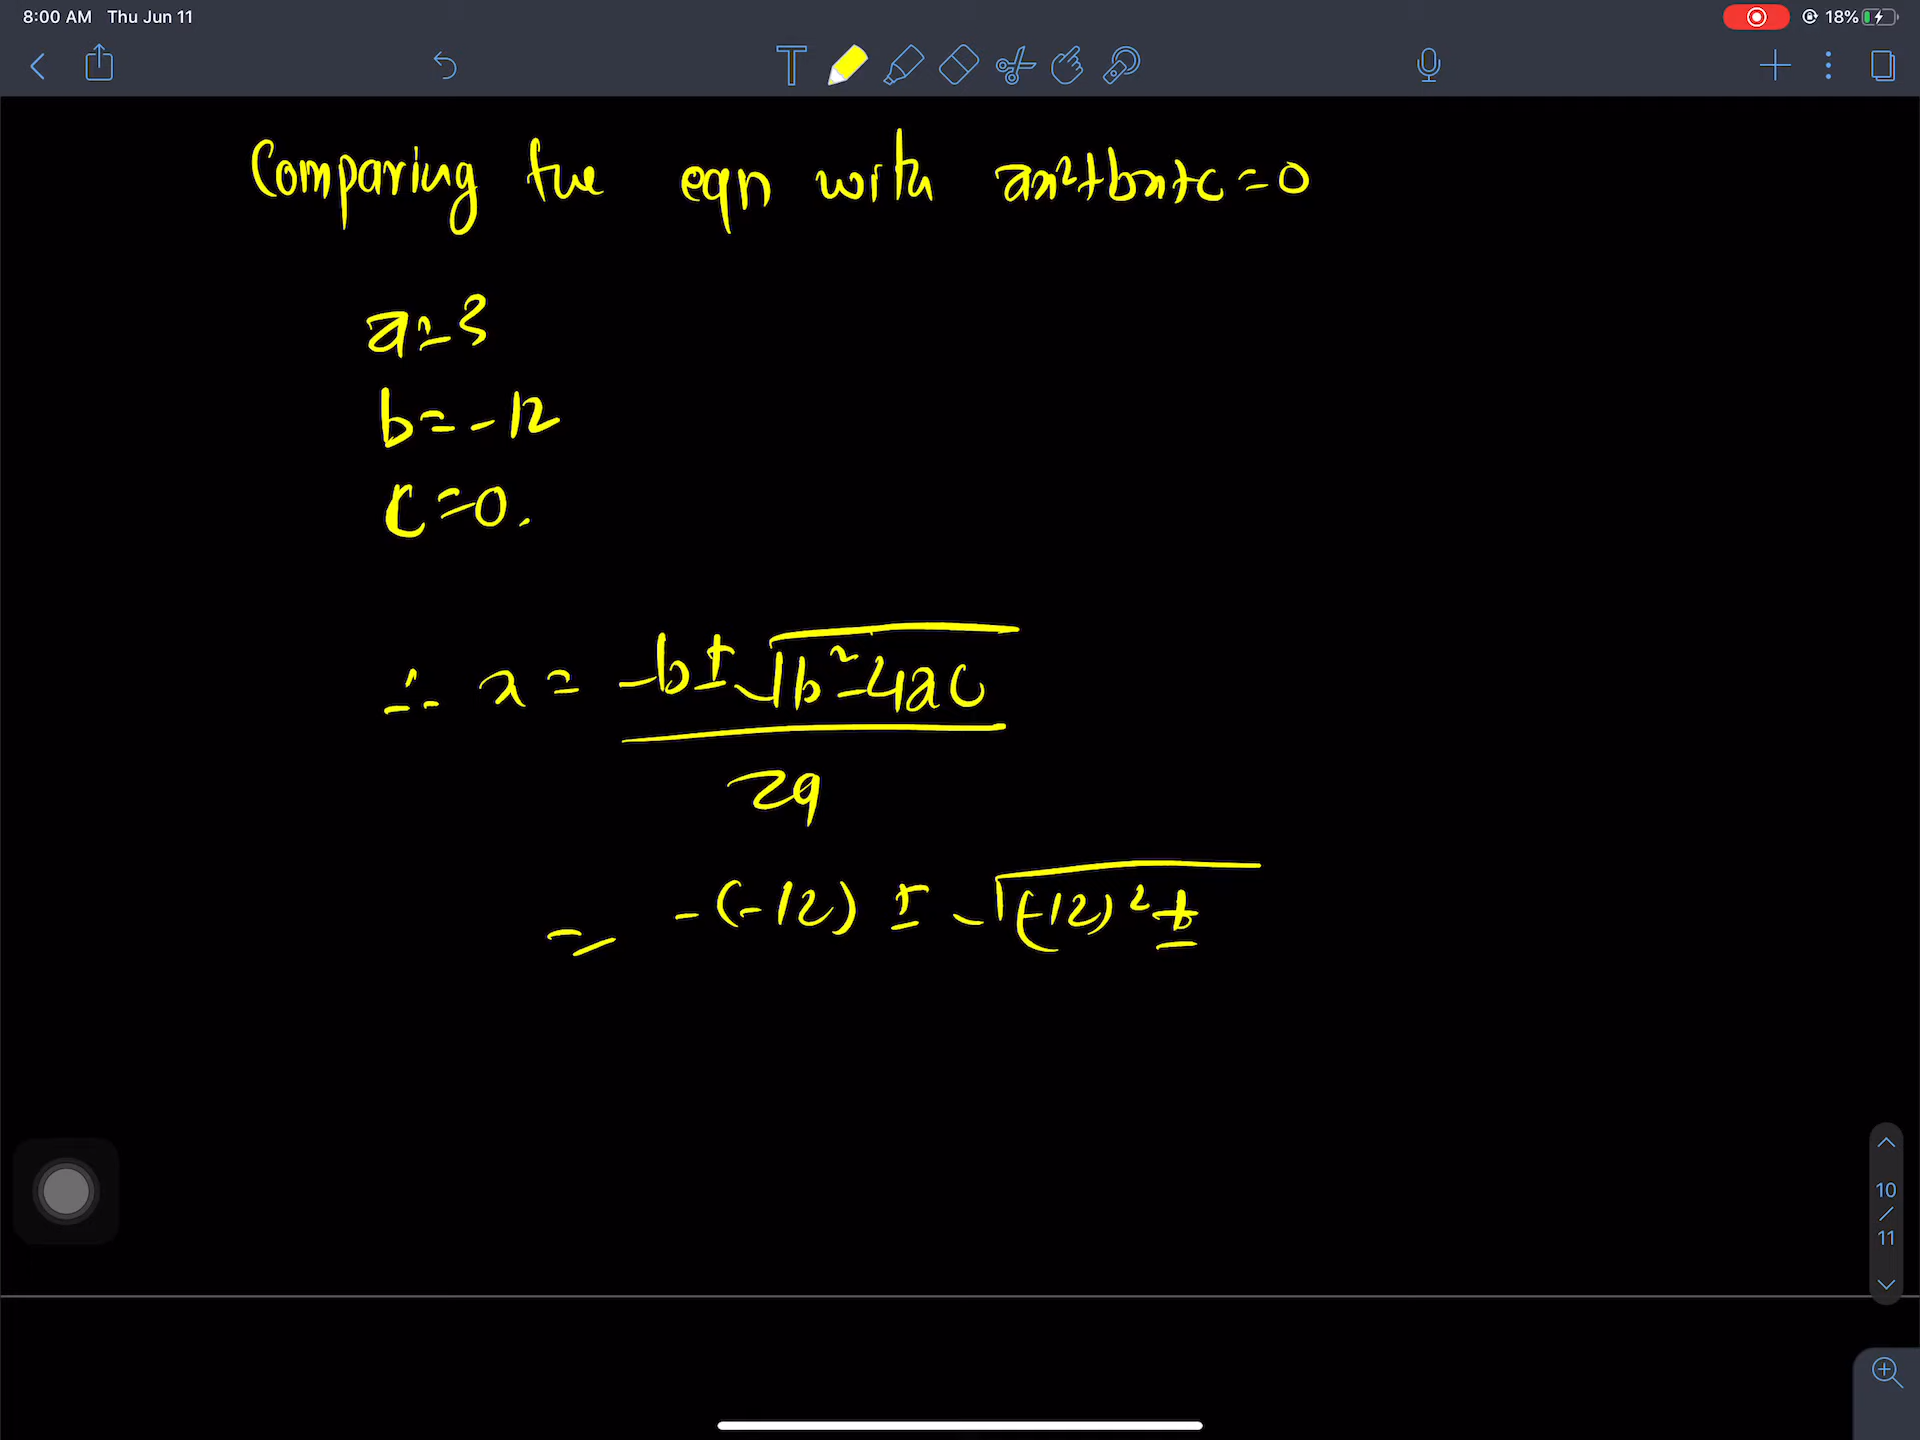 8:00 AM Thu Jun 11
18%
Comparing the eqn with ax²+bx+c=0
a=3
b=-12
c=0.
∴ x = -b±√b²-4ac
2a
= -(-12) ± √(-12)²
10
/
11